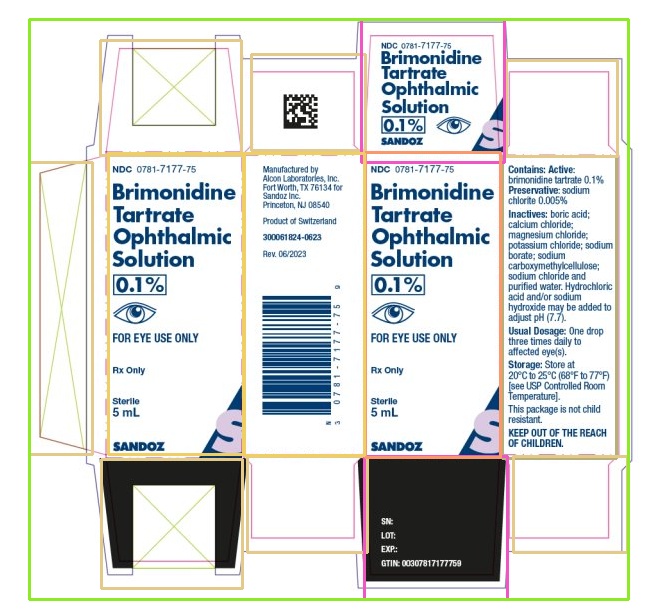 NDC 0781-7177-75
Brimonidine
Tartrate
Ophthalmic
Solution
0.1%
SANDOZ
S
NDC 0781-7177-75
Brimonidine
Tartrate
Ophthalmic
Solution
0.1%
FOR EYE USE ONLY
Rx Only
Sterile
5 mL
SANDOZ
S
Manufactured by
Alcon Laboratories, Inc.
Fort Worth, TX 76134 for
Sandoz Inc.
Princeton, NJ 08540
Product of Switzerland
300061824-0623
Rev. 06/2023
N
3 0781-7177-75 9
NDC 0781-7177-75
Brimonidine
Tartrate
Ophthalmic
Solution
0.1%
FOR EYE USE ONLY
Rx Only
Sterile
5 mL
SANDOZ
S
Contains: Active:
brimonidine tartrate 0.1%
Preservative: sodium
chlorite 0.005%
Inactives: boric acid;
calcium chloride;
magnesium chloride;
potassium chloride; sodium
borate; sodium
carboxymethylcellulose;
sodium chloride and
purified water. Hydrochloric
acid and/or sodium
hydroxide may be added to
adjust pH (7.7).
Usual Dosage: One drop
three times daily to
affected eye(s).
Storage: Store at
20°C to 25°C (68°F to 77°F)
[see USP Controlled Room
Temperature].
This package is not child
resistant.
KEEP OUT OF THE REACH
OF CHILDREN.
SN:
LOT:
EXP.:
GTIN: 00307817177759